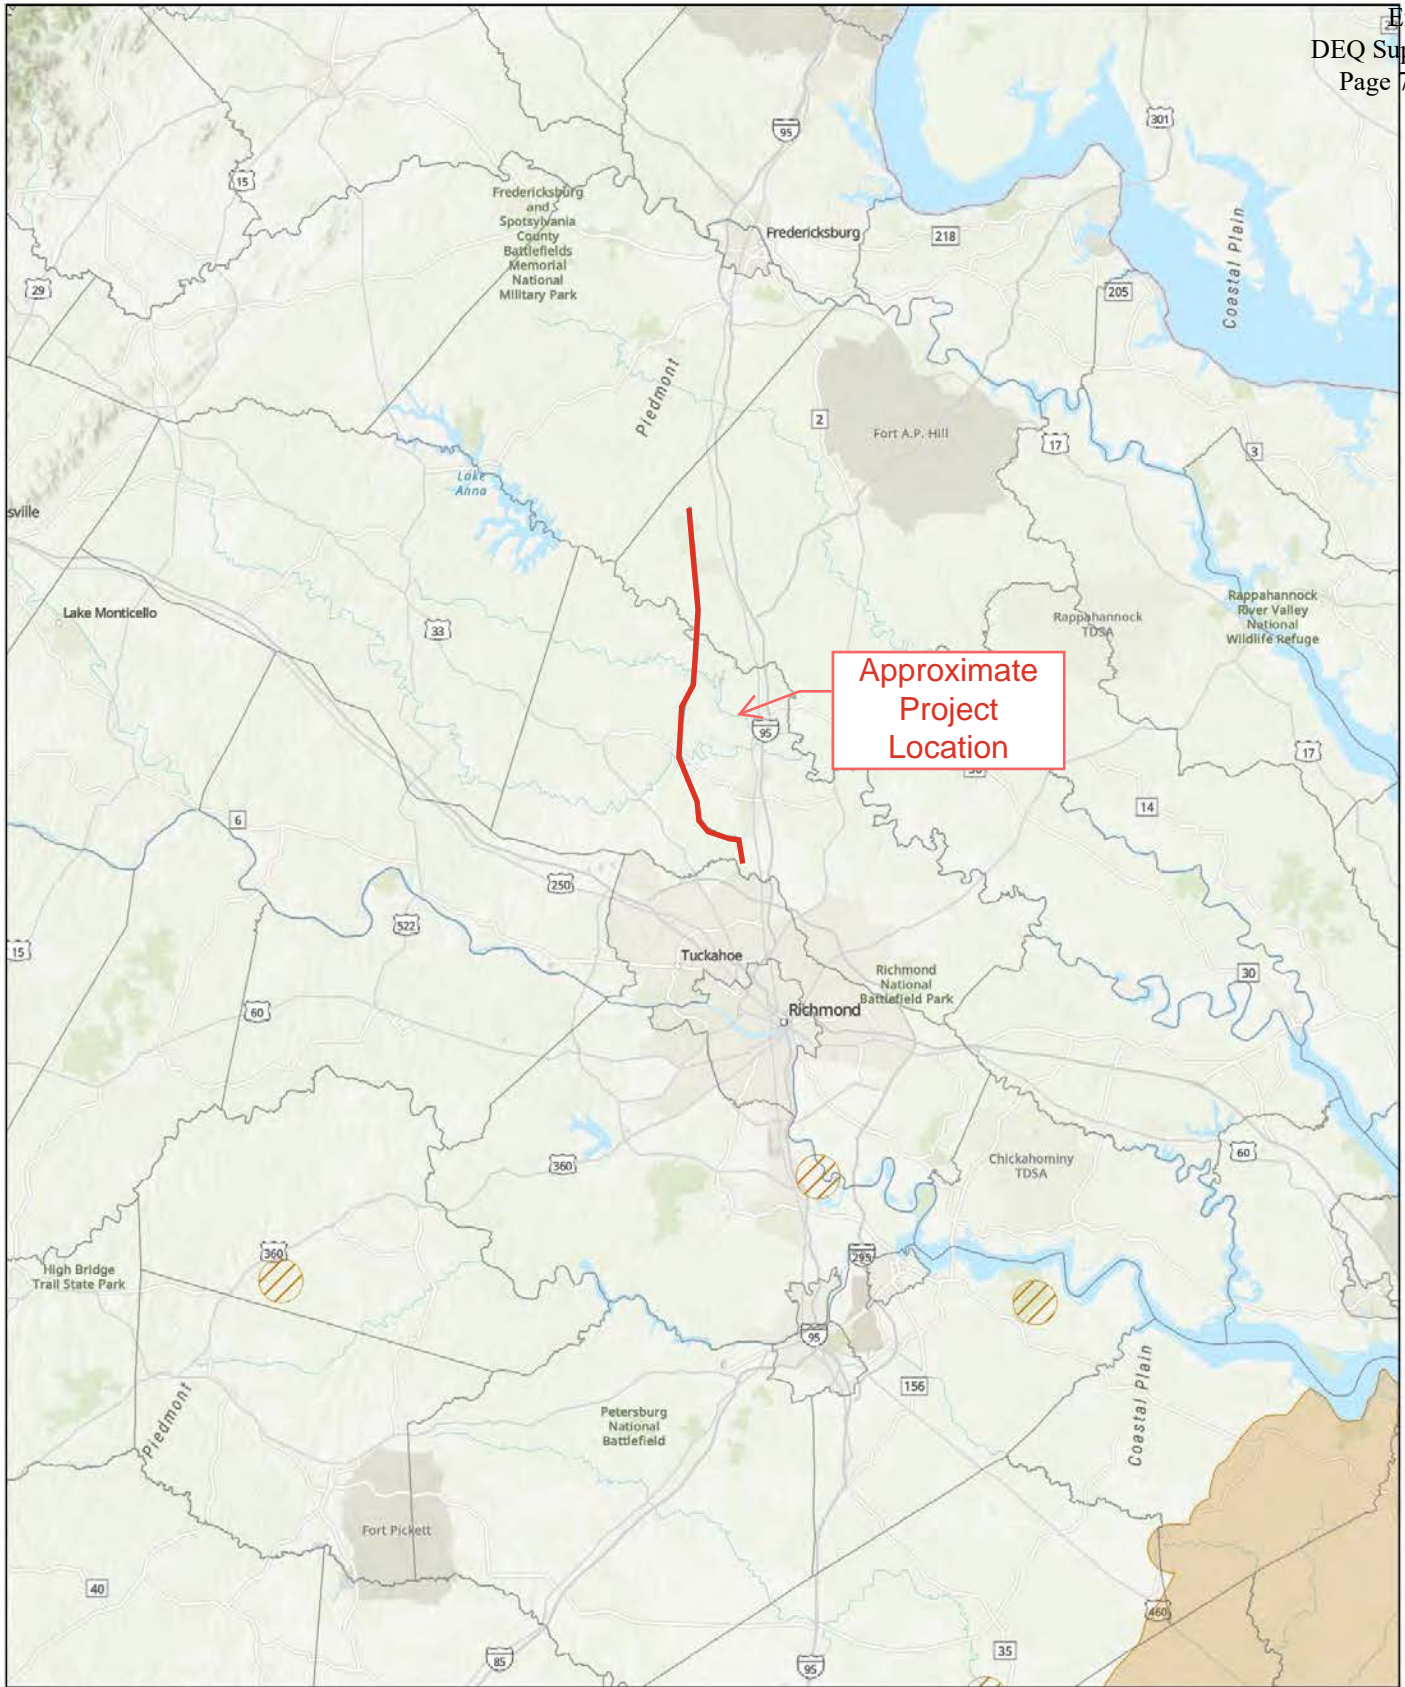 DEQ Sup
Page 7
95
301
15
Fredericksburg
and
Spotsylvania
County
Battlefields
Memorial
National
Military Park
Fredericksburg
218
Coastal Plain
29
205
Piedmont
2
Fort A.P. Hill
17
3
Lake
Anna
sville
Lake Monticello
33
Rappahannock
TDSA
Rappahannock
River Valley
National
Wildlife Refuge
Approximate
Project
Location
95
17
14
6
250
522
15
Tuckahoe
Richmond
National
Battlefield Park
30
60
Richmond
360
Chickahominy
TDSA
60
High Bridge
Trail State Park
360
295
95
156
Piedmont
Petersburg
National
Battlefield
Coastal Plain
Fort Pickett
40
460
85
95
35